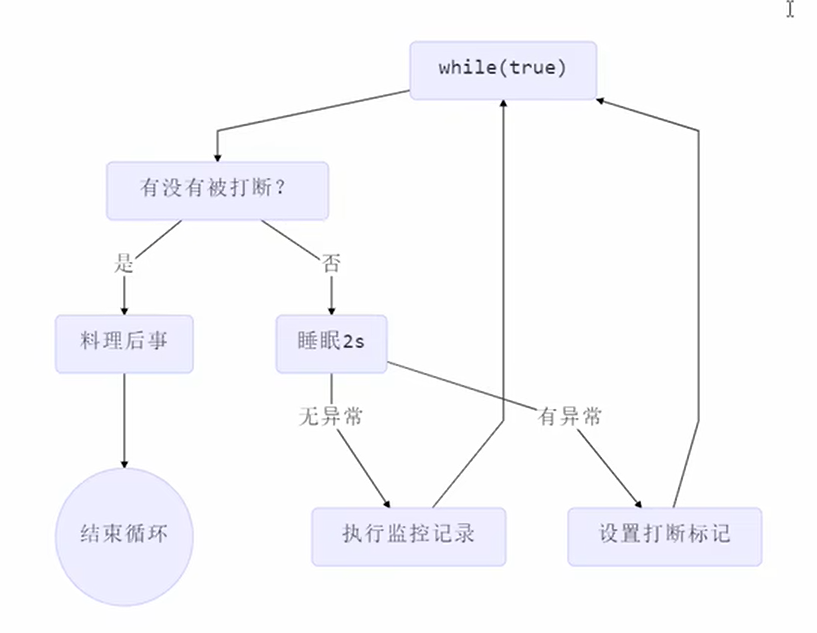 while(true)
有没有被打断?
是
否
料理后事
睡眠2s
无异常
有异常
结束循环
执行监控记录
设置打断标记